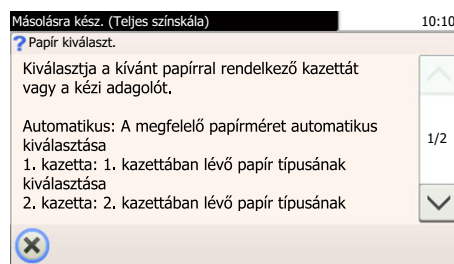 Másolásra kész. (Teljes színskála) 10:10
Papír kiválaszt.
Kiválasztja a kívánt papírral rendelkező kazettát
vagy a kézi adagolót.
Automatikus: A megfelelő papírméret automatikus
kiválasztása
1. kazetta: 1. kazettában lévő papír típusának
kiválasztása
2. kazetta: 2. kazettában lévő papír típusának
1/2